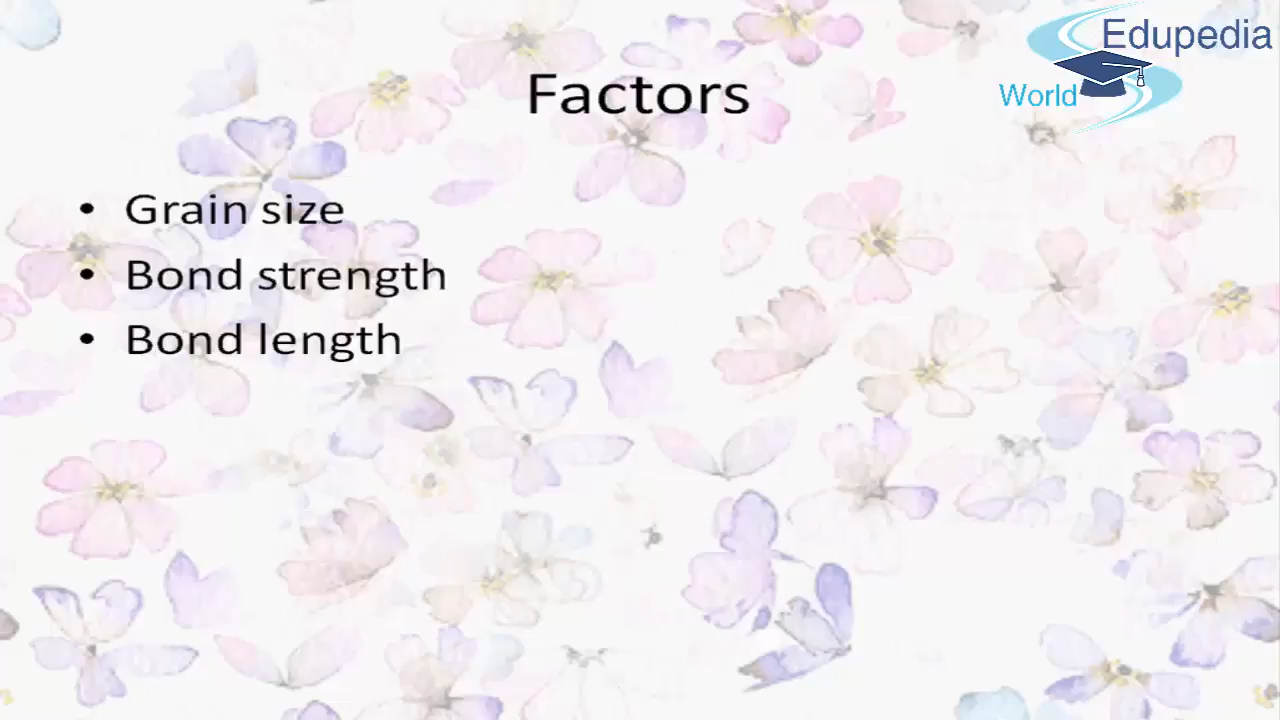 Edupedia
World
Factors
• Grain size
• Bond strength
• Bond length